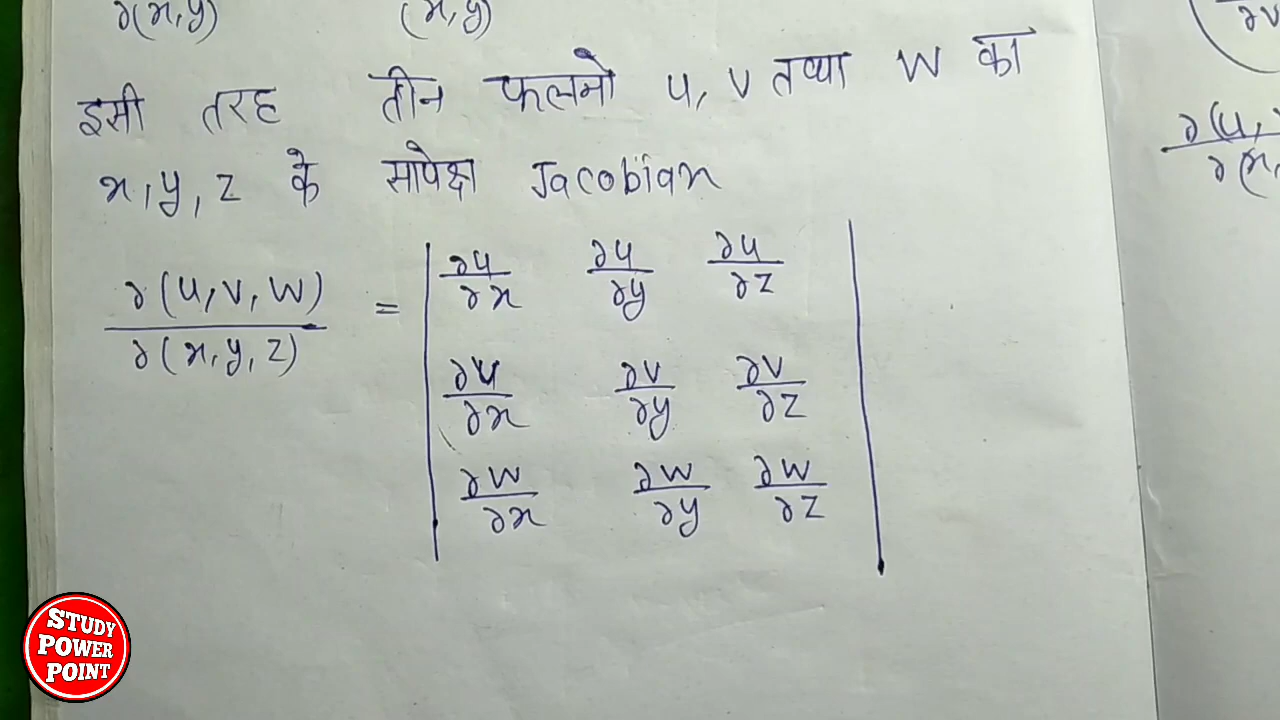 ∂(x,y) (x,y)
इसी तरह तीन फलनो u, v तथा w का
x, y, z के सापेक्ष Jacobian
∂(u,v,w)/∂(x,y,z) = | ∂u/∂x ∂u/∂y ∂u/∂z |
| ∂v/∂x ∂v/∂y ∂v/∂z |
| ∂w/∂x ∂w/∂y ∂w/∂z |
∂v
∂(u,
∂(x,
STUDY
POWER
POINT